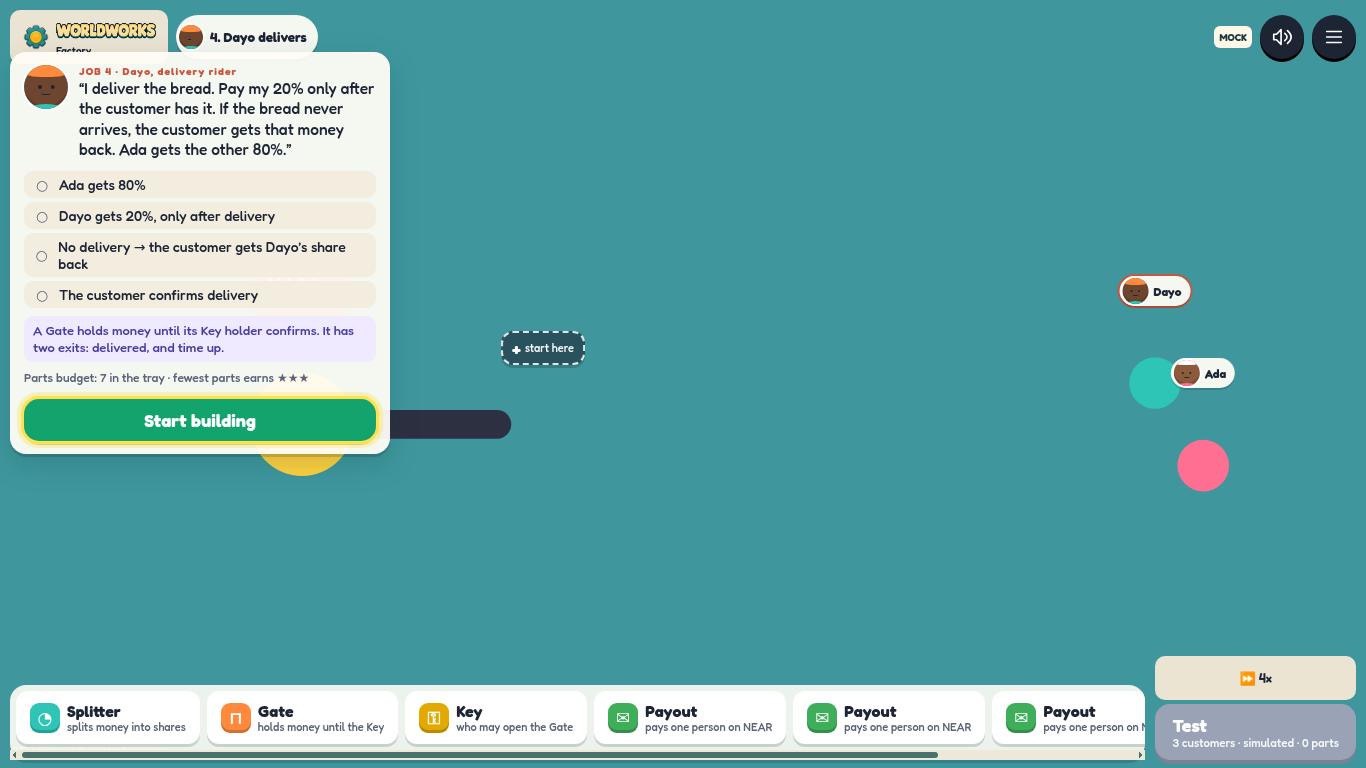 WORLDWORKS
Factory
4. Dayo delivers
MOCK
JOB 4 · Dayo, delivery rider
“I deliver the bread. Pay my 20% only after
the customer has it. If the bread never
arrives, the customer gets that money
back. Ada gets the other 80%.”
Ada gets 80%
Dayo gets 20%, only after delivery
No delivery → the customer gets Dayo's share
back
The customer confirms delivery
A Gate holds money until its Key holder confirms. It has
two exits: delivered, and time up.
Parts budget: 7 in the tray · fewest parts earns ★★★
Start building
+ start here
Dayo
Ada
Splitter
splits money into shares
Gate
holds money until the Key
Key
who may open the Gate
Payout
pays one person on NEAR
Payout
pays one person on NEAR
Payout
pays one person on
4x
Test
3 customers · simulated · 0 parts